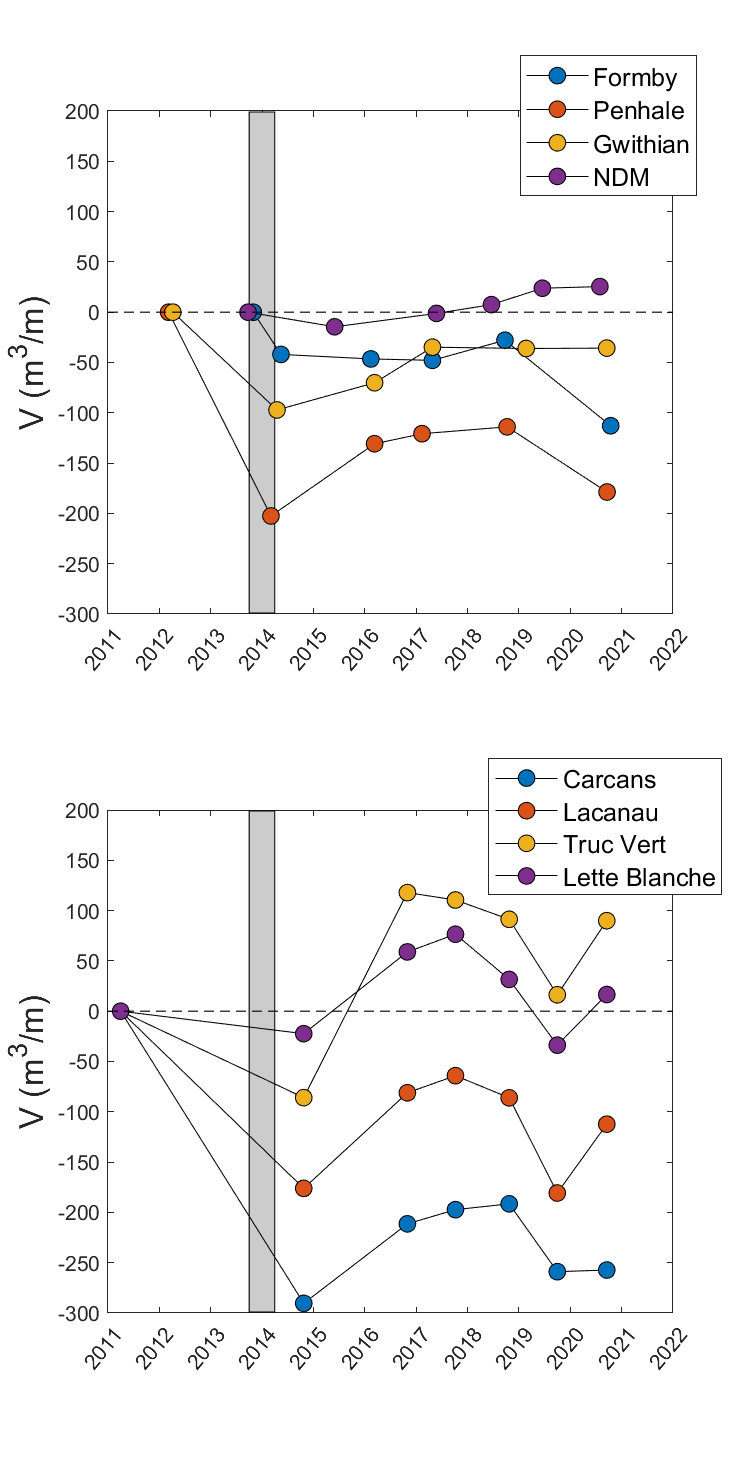 Formby
Penhale
Gwithian
NDM
200
150
100
50
0
-50
-100
-150
-200
-250
-300
V (m³/m)
2011 2012 2013 2014 2015 2016 2017 2018 2019 2020 2021 2022
Carcans
Lacanau
Truc Vert
Lette Blanche
200
150
100
50
0
-50
-100
-150
-200
-250
-300
V (m³/m)
2011 2012 2013 2014 2015 2016 2017 2018 2019 2020 2021 2022